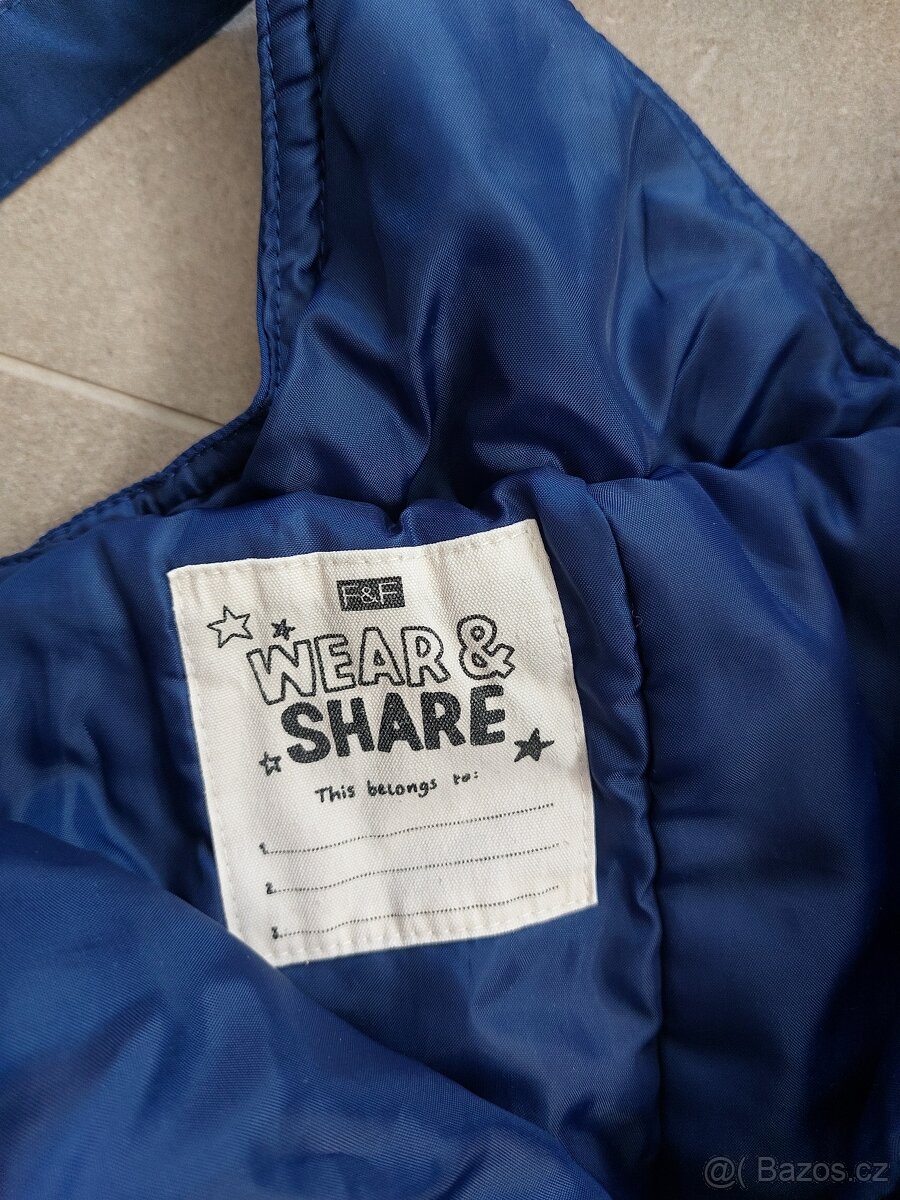 F&F
WEAR &
SHARE
This belongs to:
1.
2.
3.
@( Bazos.cz